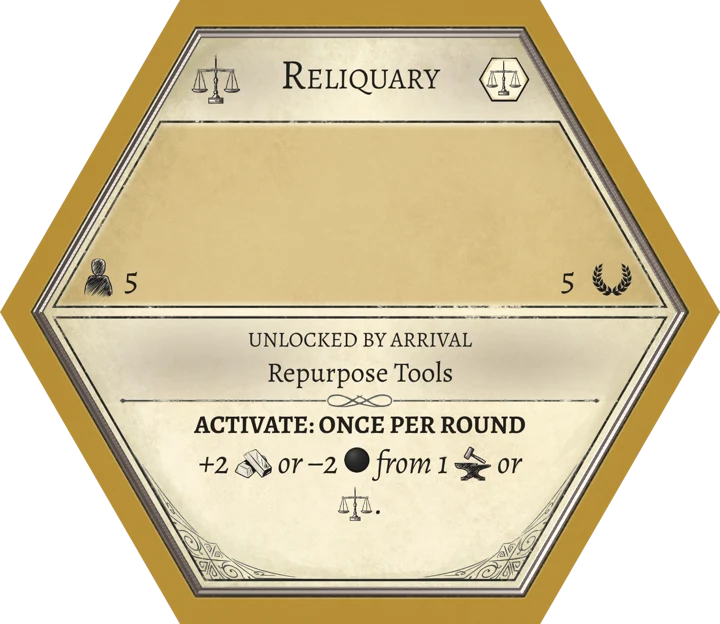 Reliquary
5
5
UNLOCKED BY ARRIVAL
Repurpose Tools
ACTIVATE: ONCE PER ROUND
+2 or –2 from 1 or
.